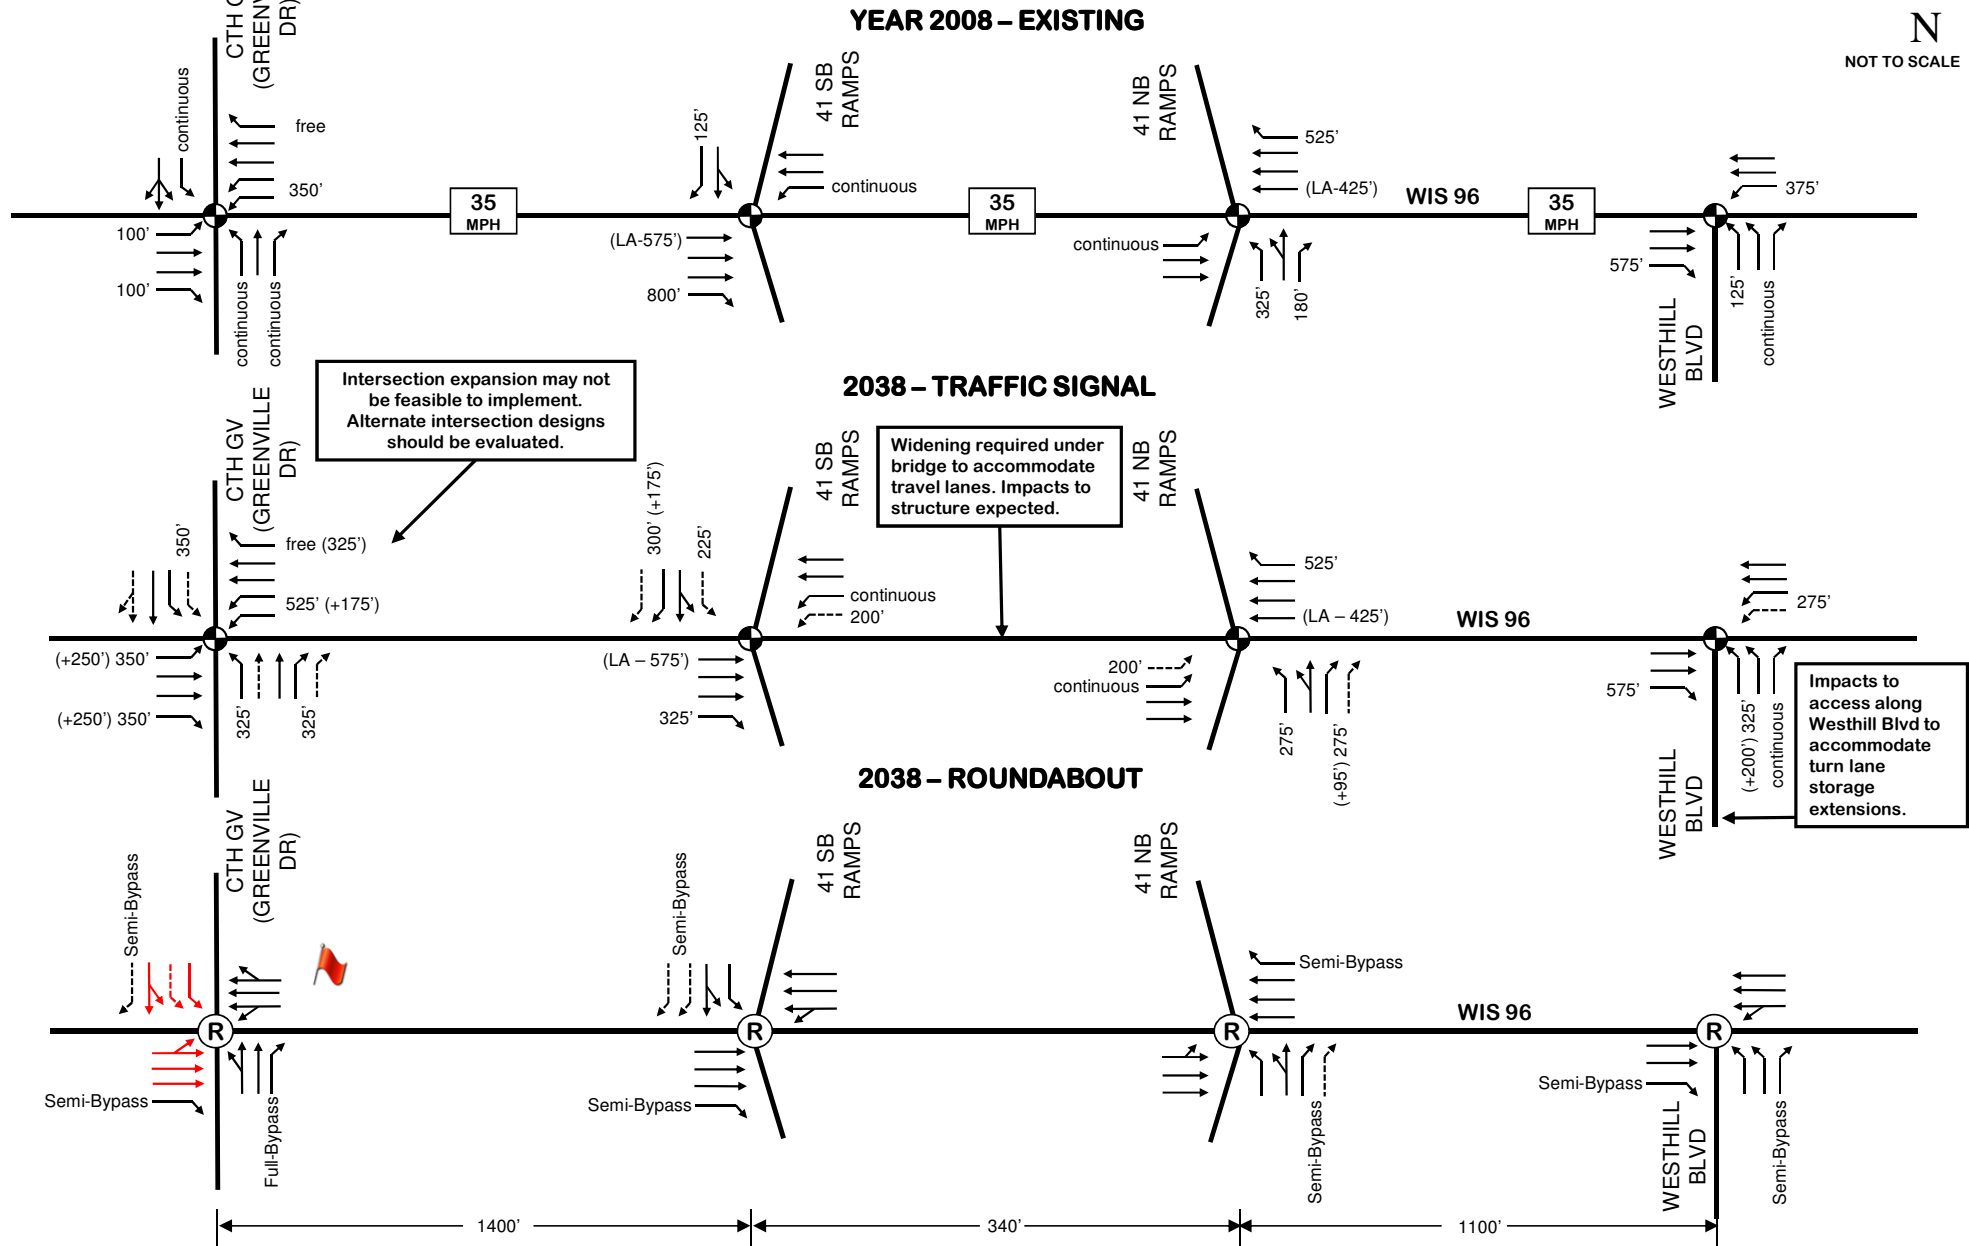 YEAR 2008 – EXISTING
N
NOT TO SCALE
(GREENVILLE
DR)
41 SB
RAMPS
41 NB
RAMPS
continuous
free
350'
125'
continuous
525'
(LA-425')
WIS 96
375'
35
MPH
35
MPH
35
MPH
100'
100'
continuous
continuous
(LA-575')
800'
continuous
325'
180'
575'
125'
continuous
WESTHILL
BLVD
2038 – TRAFFIC SIGNAL
Intersection expansion may not
be feasible to implement.
Alternate intersection designs
should be evaluated.
CTH GV
(GREENVILLE
DR)
41 SB
RAMPS
Widening required under
bridge to accommodate
travel lanes. Impacts to
structure expected.
41 NB
RAMPS
350'
free (325')
525' (+175')
300' (+175')
225'
continuous
200'
525'
(LA – 425')
WIS 96
275'
(+250') 350'
(+250') 350'
325'
325'
(LA – 575')
325'
200'
continuous
275'
(+95') 275'
575'
(+200') 325'
continuous
WESTHILL
BLVD
Impacts to
access along
Westhill Blvd to
accommodate
turn lane
storage
extensions.
2038 – ROUNDABOUT
CTH GV
(GREENVILLE
DR)
41 SB
RAMPS
41 NB
RAMPS
Semi-Bypass
Semi-Bypass
Semi-Bypass
WIS 96
R
R
R
R
Semi-Bypass
Full-Bypass
Semi-Bypass
Semi-Bypass
Semi-Bypass
Semi-Bypass
WESTHILL
BLVD
1400'
340'
1100'